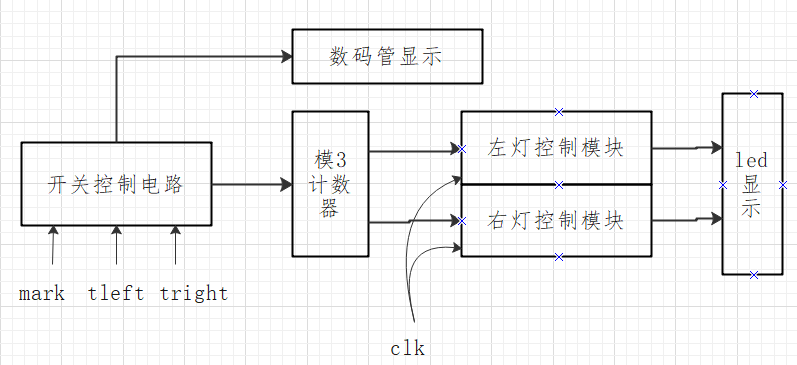 数码管显示
开关控制电路
模3
计数
器
左灯控制模块
右灯控制模块
led
显
示
mark tleft tright
clk